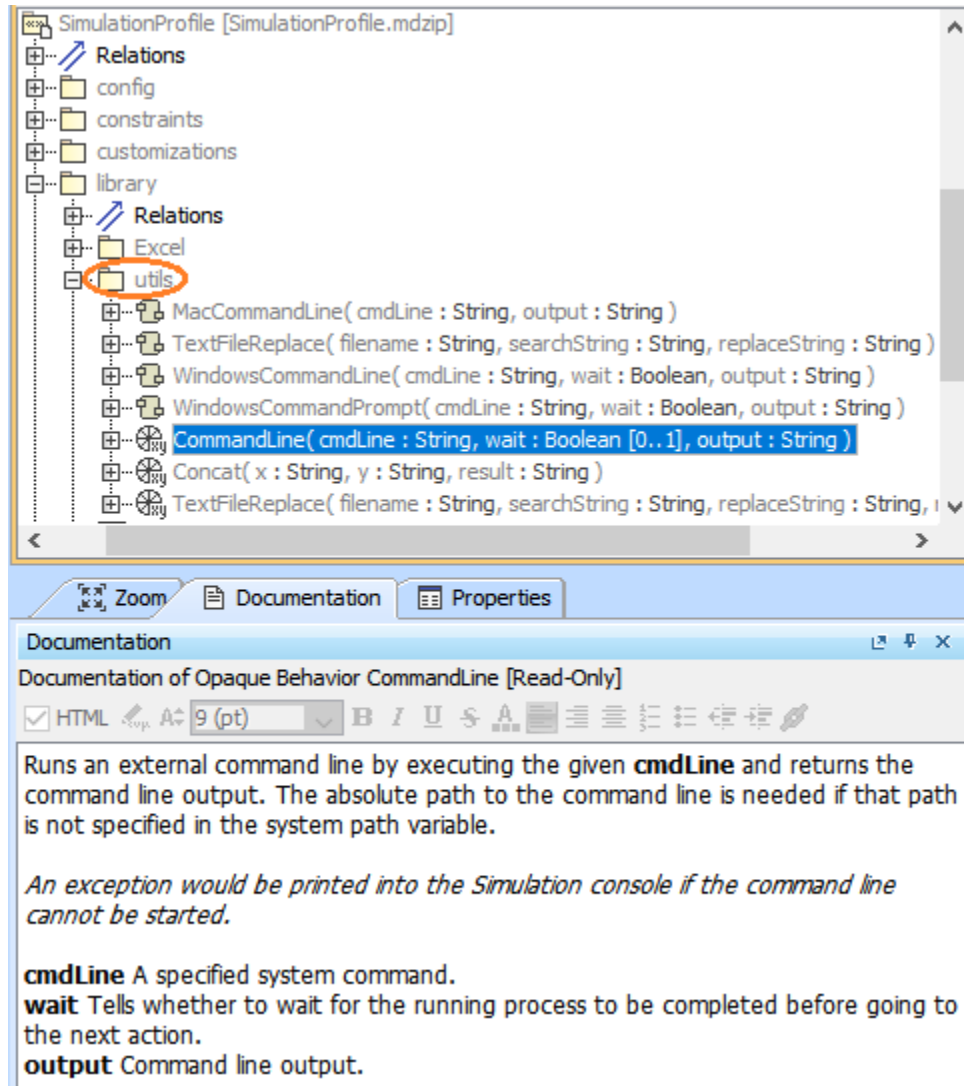 SimulationProfile [SimulationProfile.mdzip]
Relations
config
constraints
customizations
library
Relations
Excel
utils
MacCommandLine( cmdLine : String, output : String )
TextFileReplace( filename : String, searchString : String, replaceString : String )
WindowsCommandLine( cmdLine : String, wait : Boolean, output : String )
WindowsCommandPrompt( cmdLine : String, wait : Boolean, output : String )
CommandLine( cmdLine : String, wait : Boolean [0..1], output : String )
Concat( x : String, y : String, result : String )
TextFileReplace( filename : String, searchString : String, replaceString : String,
Zoom Documentation Properties
Documentation
Documentation of Opaque Behavior CommandLine [Read-Only]
HTML 9 (pt) B I U S A
Runs an external command line by executing the given cmdLine and returns the
command line output. The absolute path to the command line is needed if that path
is not specified in the system path variable.
An exception would be printed into the Simulation console if the command line
cannot be started.
cmdLine A specified system command.
wait Tells whether to wait for the running process to be completed before going to
the next action.
output Command line output.